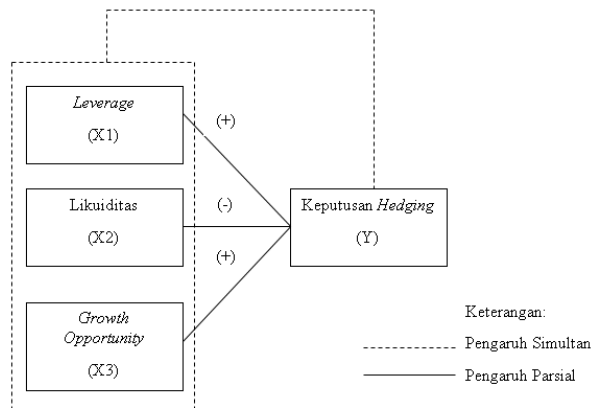 Leverage
(X1)
(+)
Likuiditas
(X2)
(-)
Keputusan Hedging
(Y)
(+)
Growth
Opportunity
(X3)
Keterangan:
Pengaruh Simultan
Pengaruh Parsial